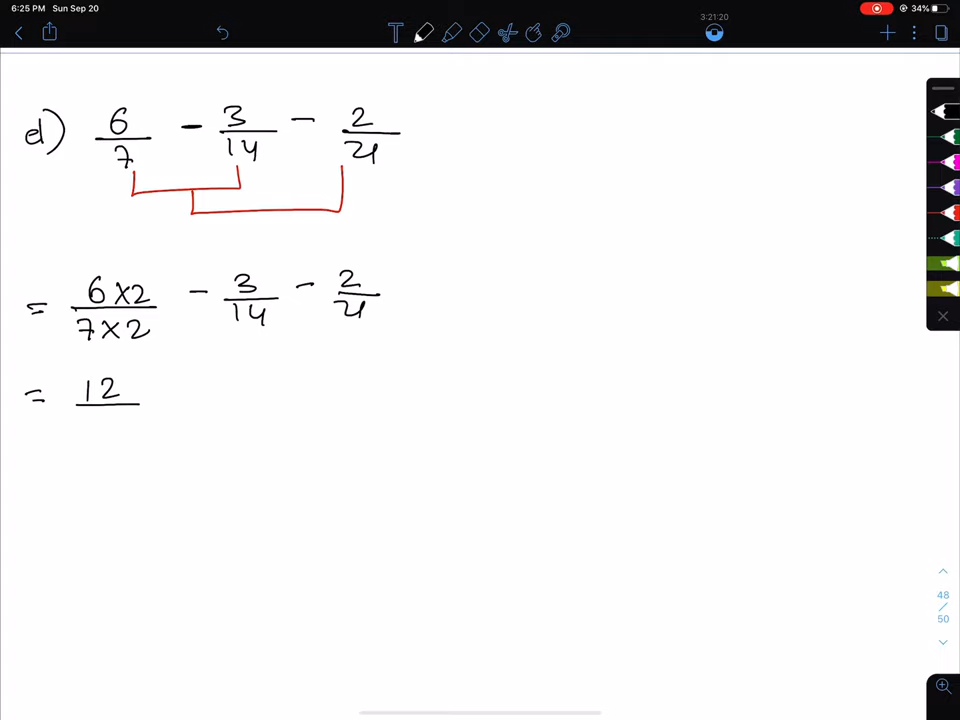 6:25 PM Sun Sep 20 34%
3:21:20
T
d) 6/7 - 3/14 - 2/21
= 6×2/7×2 - 3/14 - 2/21
= 12
48
/
50